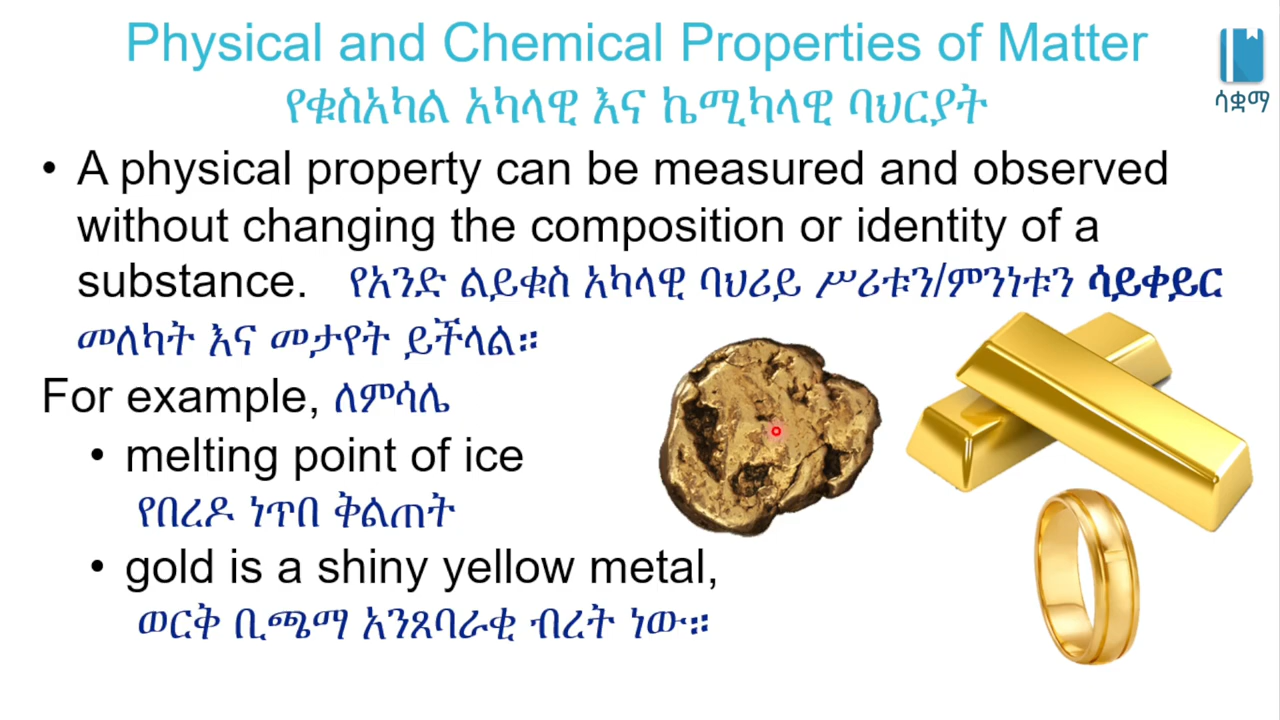 Physical and Chemical Properties of Matter
የቁስአካል አካላዊ እና ኬሚካላዊ ባህርያት
ሳቋማ
• A physical property can be measured and observed
without changing the composition or identity of a
substance. የአንድ ልይቁስ አካላዊ ባህሪይ ሥሪቱን/ምንነቱን ሳይቀይር
መለካት እና መታየት ይችላል።
For example, ለምሳሌ
• melting point of ice
የበረዶ ነጥበ ቅልጠት
• gold is a shiny yellow metal,
ወርቅ ቢጫማ አንጸባራቂ ብረት ነው።